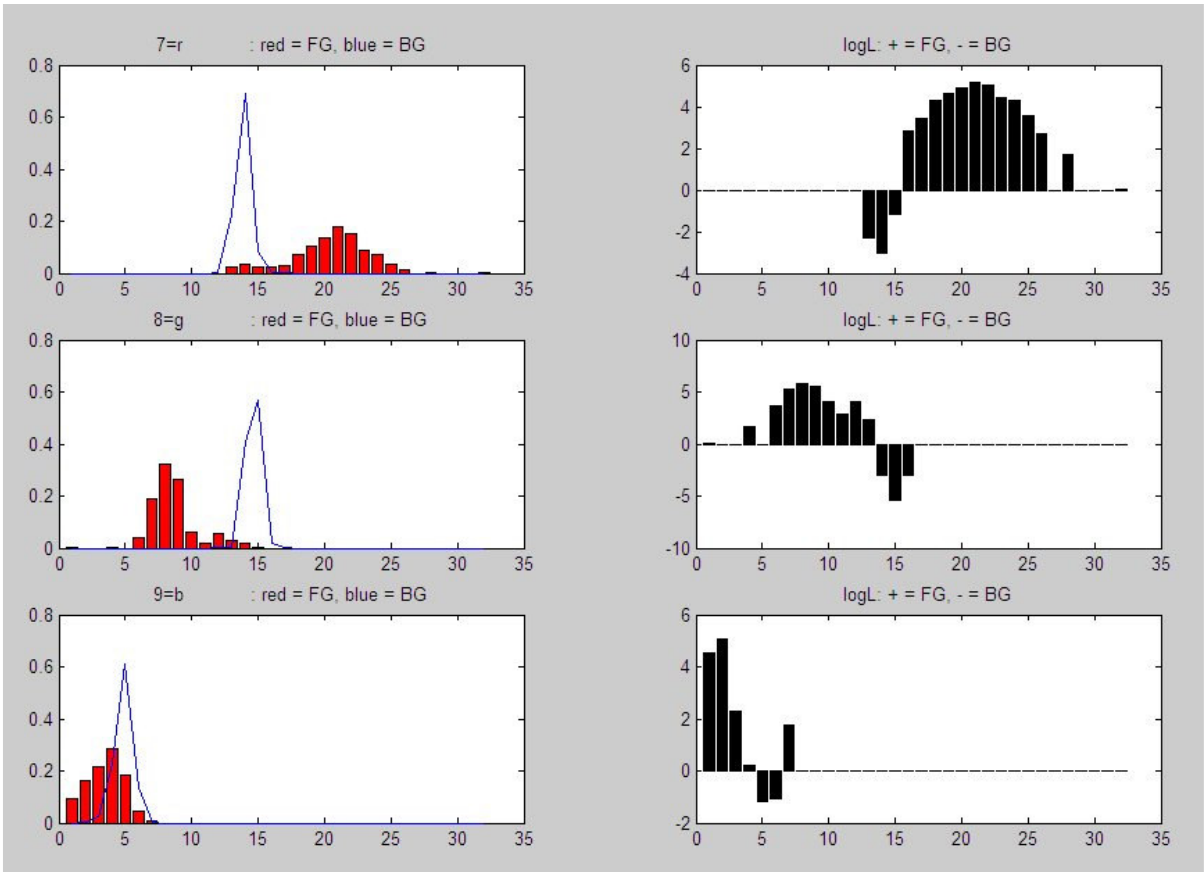 7=r : red = FG, blue = BG
0.8
0.6
0.4
0.2
0
0 5 10 15 20 25 30 35
logL: + = FG, - = BG
6
4
2
0
-2
-4
0 5 10 15 20 25 30 35
8=g : red = FG, blue = BG
0.8
0.6
0.4
0.2
0
0 5 10 15 20 25 30 35
logL: + = FG, - = BG
10
5
0
-5
-10
0 5 10 15 20 25 30 35
9=b : red = FG, blue = BG
0.8
0.6
0.4
0.2
0
0 5 10 15 20 25 30 35
logL: + = FG, - = BG
6
4
2
0
-2
0 5 10 15 20 25 30 35